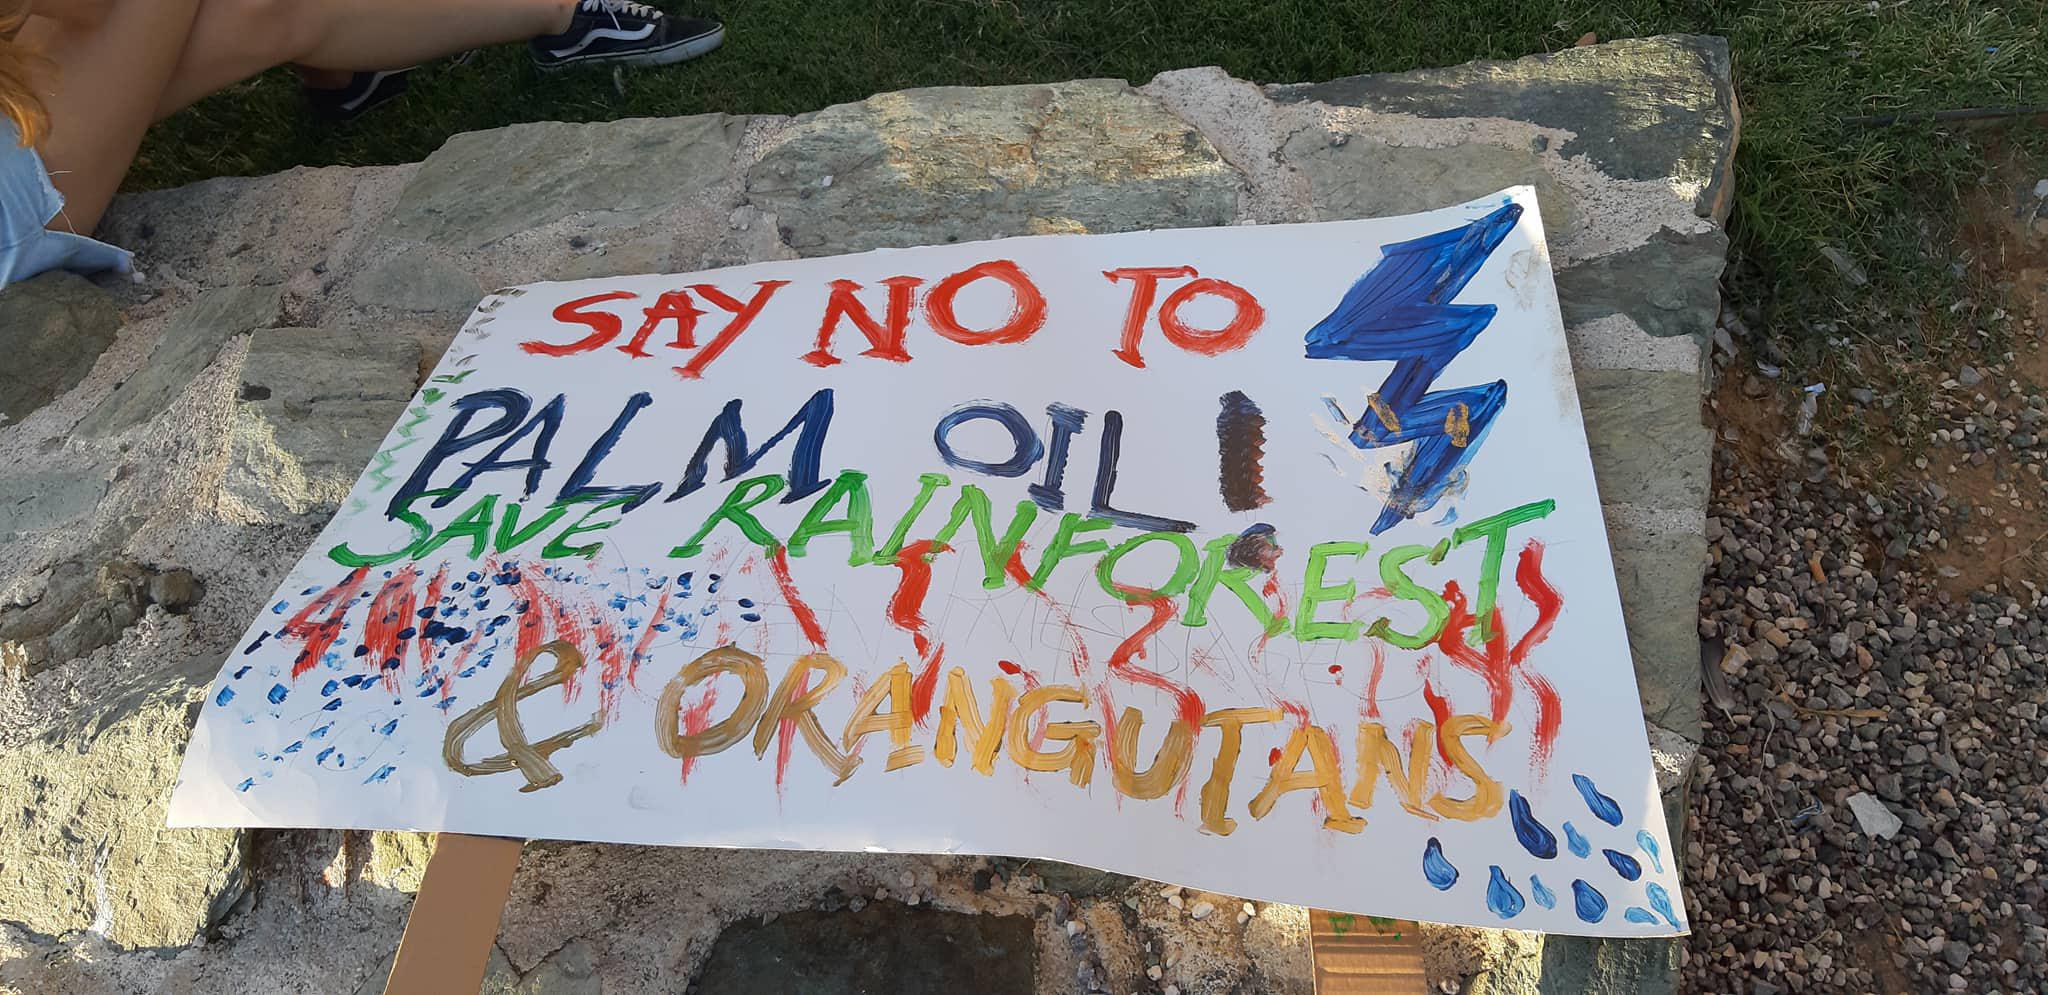 SAY NO TO
PALM OIL!
SAVE RAINFOREST
& ORANGUTANS